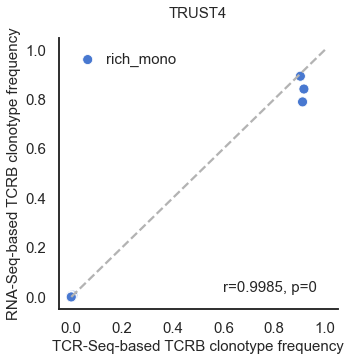 TRUST4
RNA-Seq-based TCRB clonotype frequency
1.0
0.8
0.6
0.4
0.2
0.0
rich_mono
r=0.9985, p=0
0.0 0.2 0.4 0.6 0.8 1.0
TCR-Seq-based TCRB clonotype frequency